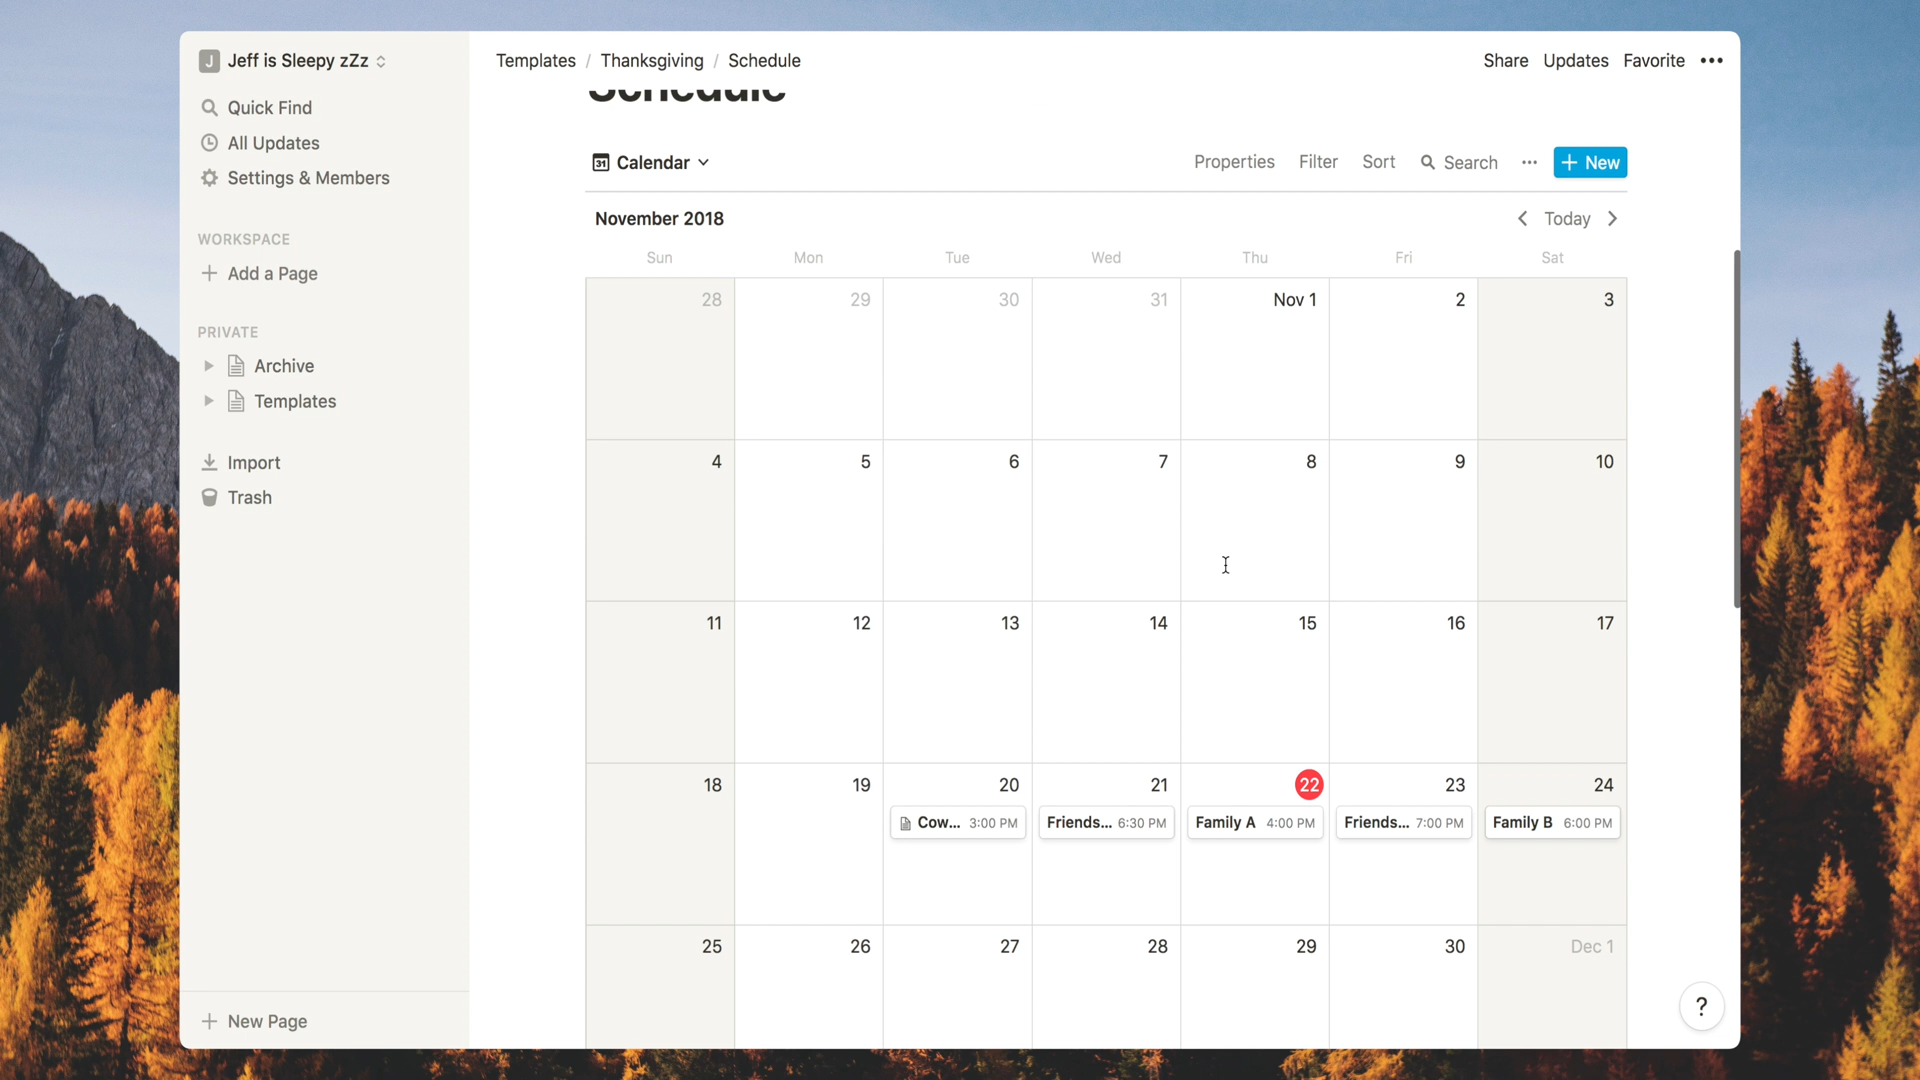 J Jeff is Sleepy zZz
Templates / Thanksgiving / Schedule
Share Updates Favorite •••
Schedule
Quick Find
All Updates
Settings & Members
WORKSPACE
+ Add a Page
PRIVATE
Archive
Templates
Import
Trash
+ New Page
31 Calendar
Properties Filter Sort Search ••• + New
November 2018
< Today >
Sun Mon Tue Wed Thu Fri Sat
28 29 30 31 Nov 1 2 3
4 5 6 7 8 9 10
11 12 13 14 15 16 17
18 19 20 21 22 23 24
Cow... 3:00 PM
Friends... 6:30 PM
Family A 4:00 PM
Friends... 7:00 PM
Family B 6:00 PM
25 26 27 28 29 30 Dec 1
?